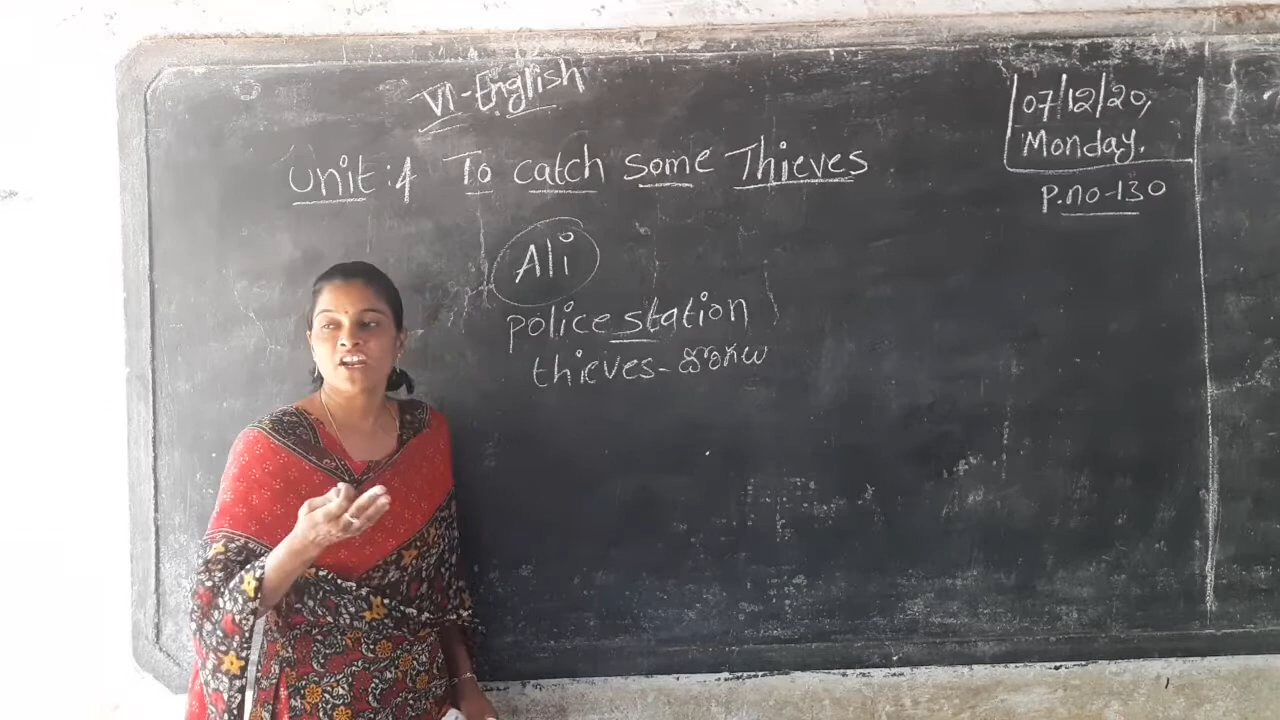 VI-English
07/12/20,
Monday.
Unit:4 To catch some Thieves
P.no-130
Ali
police station
thieves- దొంగలు